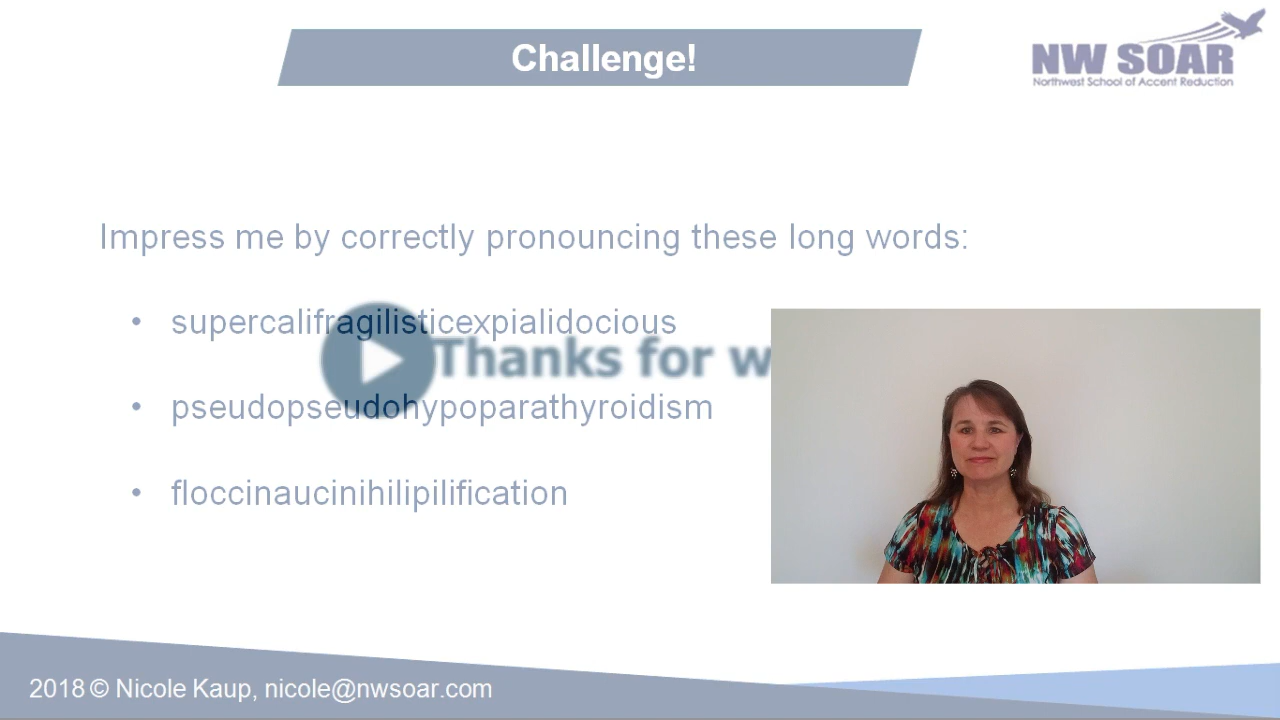 Challenge!
NW SOAR
Northwest School of Accent Reduction
Impress me by correctly pronouncing these long words:
• supercalifragilisticexpialidocious
Thanks for w
• pseudopseudohypoparathyroidism
• floccinaucinihilipilification
2018 © Nicole Kaup, nicole@nwsoar.com